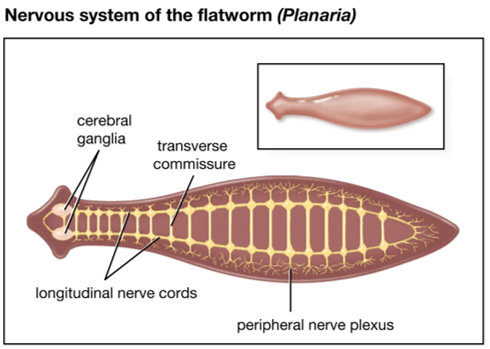 Nervous system of the flatworm (Planaria)
cerebral
ganglia
transverse
commissure
longitudinal nerve cords
peripheral nerve plexus